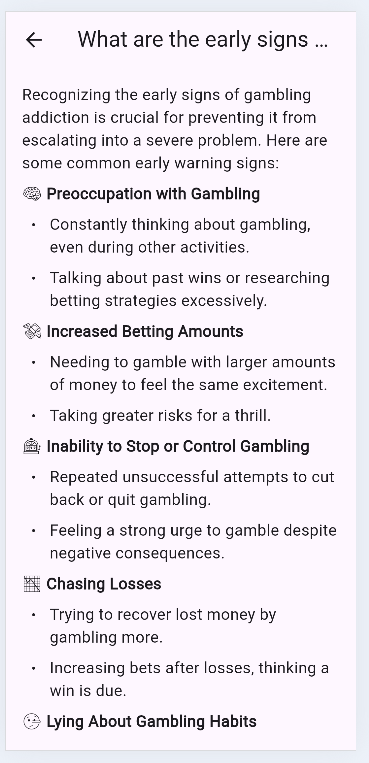 ← What are the early signs ...
Recognizing the early signs of gambling
addiction is crucial for preventing it from
escalating into a severe problem. Here are
some common early warning signs:
🧠 Preoccupation with Gambling
• Constantly thinking about gambling,
even during other activities.
• Talking about past wins or researching
betting strategies excessively.
💸 Increased Betting Amounts
• Needing to gamble with larger amounts
of money to feel the same excitement.
• Taking greater risks for a thrill.
🎰 Inability to Stop or Control Gambling
• Repeated unsuccessful attempts to cut
back or quit gambling.
• Feeling a strong urge to gamble despite
negative consequences.
Chasing Losses
• Trying to recover lost money by
gambling more.
• Increasing bets after losses, thinking a
win is due.
Lying About Gambling Habits